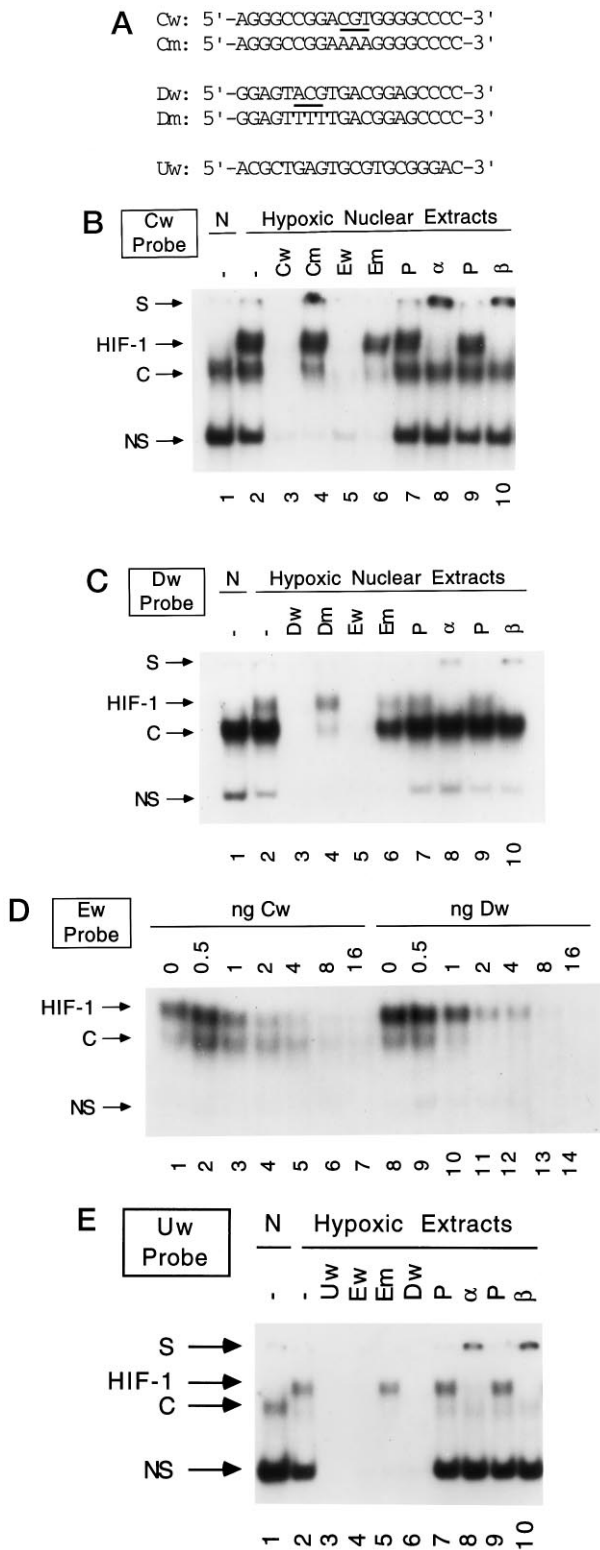 A
Cw: 5'-AGGGCCGGACGTGGGGCCCC-3'
Cm: 5'-AGGGCCGGAAAAGGGGCCCC-3'
Dw: 5'-GGAGTACGTGACGGAGCCCC-3'
Dm: 5'-GGAGTTTTTGACGGAGCCCC-3'
Uw: 5'-ACGCTGAGTGCGTGCGGGAC-3'
B
Cw Probe
N Hypoxic Nuclear Extracts
- - Cw Cm Ew Em P α P β
S
HIF-1
C
NS
1 2 3 4 5 6 7 8 9 10
C
Dw Probe
N Hypoxic Nuclear Extracts
- - Dw Dm Ew Em P α P β
S
HIF-1
C
NS
1 2 3 4 5 6 7 8 9 10
D
Ew Probe
ng Cw ng Dw
0 0.5 1 2 4 8 16 0 0.5 1 2 4 8 16
HIF-1
C
NS
1 2 3 4 5 6 7 8 9 10 11 12 13 14
E
Uw Probe
N Hypoxic Extracts
- - Uw Ew Em Dw P α P β
S
HIF-1
C
NS
1 2 3 4 5 6 7 8 9 10